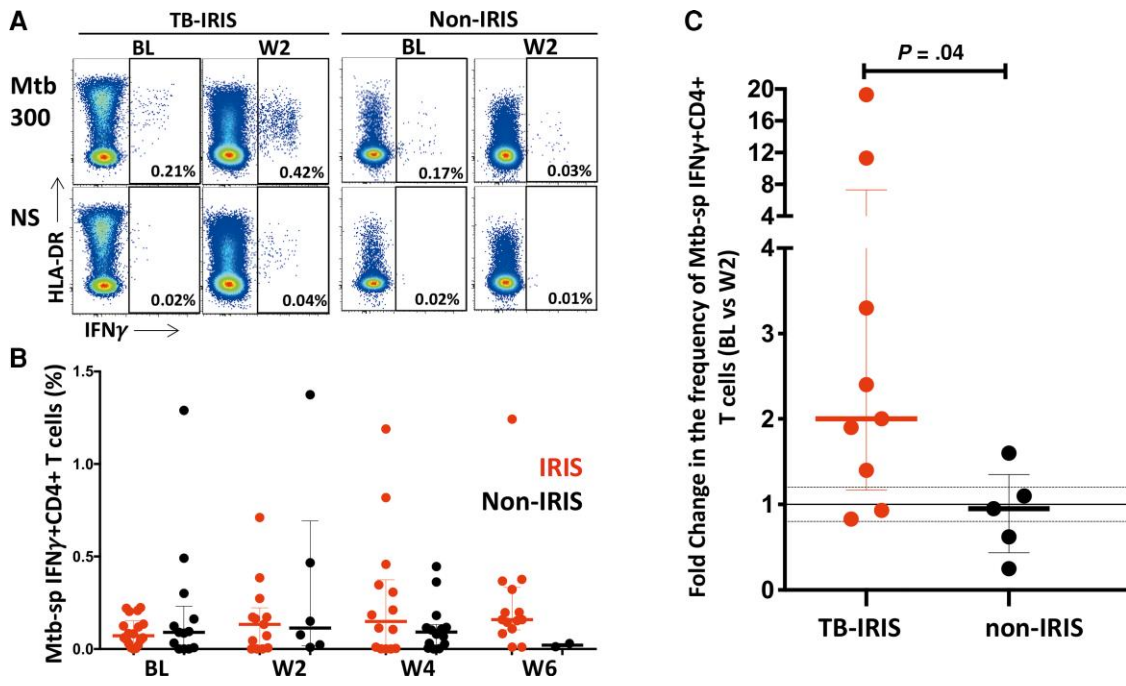 A
TB-IRIS
Non-IRIS
BL
W2
BL
W2
Mtb
300
0.21%
0.42%
0.17%
0.03%
NS
0.02%
0.04%
0.02%
0.01%
HLA-DR
IFNγ
B
Mtb-sp IFNγ+CD4+ T cells (%)
1.5
1.0
0.5
0.0
IRIS
Non-IRIS
BL
W2
W4
W6
C
P = .04
Fold Change in the frequency of Mtb-sp IFNγ+CD4+
T cells (BL vs W2)
20
16
12
8
4
4
3
2
1
0
TB-IRIS
non-IRIS